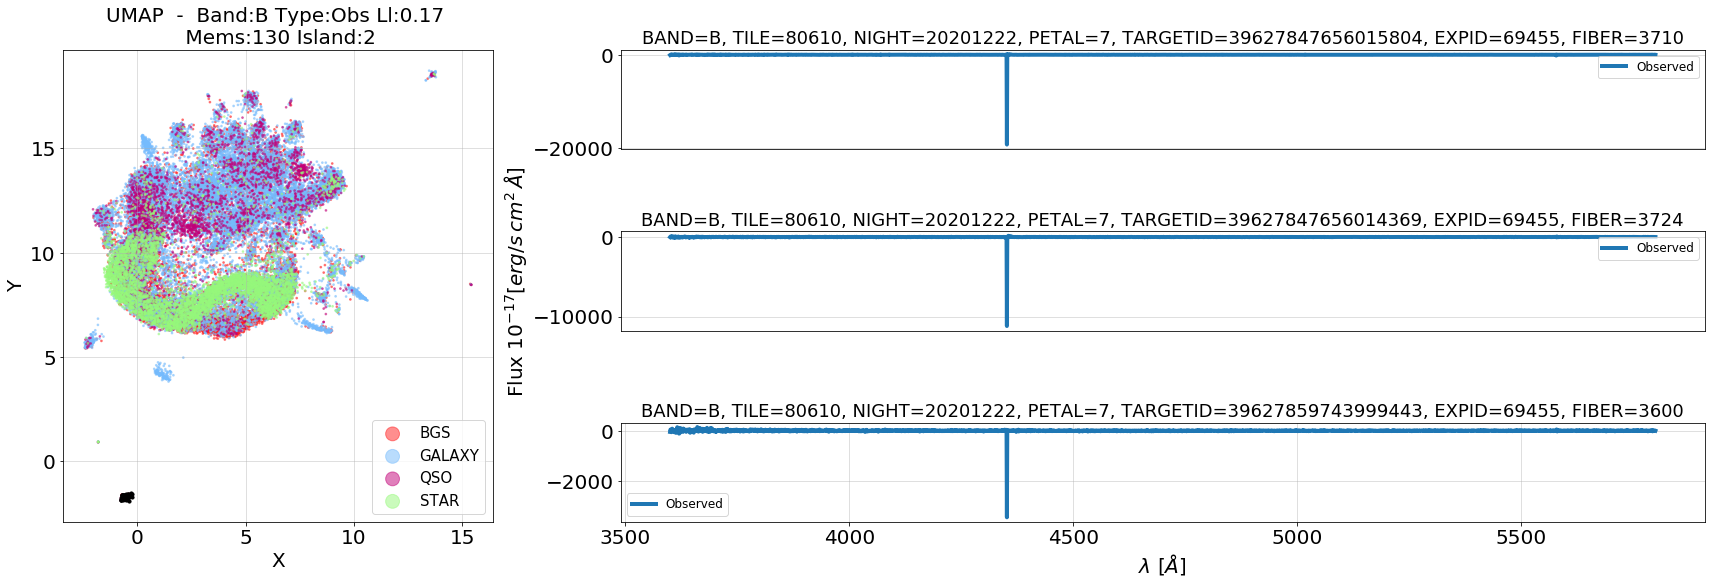 UMAP - Band:B Type:Obs Ll:0.17
Mems:130 Island:2
Y
15
10
5
0
0
5
10
15
X
BGS
GALAXY
QSO
STAR
Flux 10^{-17}[erg/s cm^2 Å]
BAND=B, TILE=80610, NIGHT=20201222, PETAL=7, TARGETID=39627847656015804, EXPID=69455, FIBER=3710
0
−20000
Observed
BAND=B, TILE=80610, NIGHT=20201222, PETAL=7, TARGETID=39627847656014369, EXPID=69455, FIBER=3724
0
−10000
Observed
BAND=B, TILE=80610, NIGHT=20201222, PETAL=7, TARGETID=39627859743999443, EXPID=69455, FIBER=3600
0
−2000
Observed
3500
4000
4500
5000
5500
λ [Å]